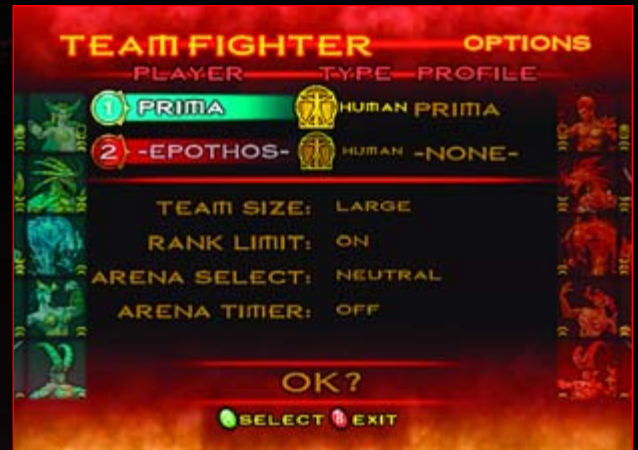 TEAM FIGHTER OPTIONS
PLAYER TYPE PROFILE
1 PRIMA HUMAN PRIMA
2 -EPOTHOS- HUMAN -NONE-
TEAM SIZE: LARGE
RANK LIMIT: ON
ARENA SELECT: NEUTRAL
ARENA TIMER: OFF
OK?
SELECT B EXIT